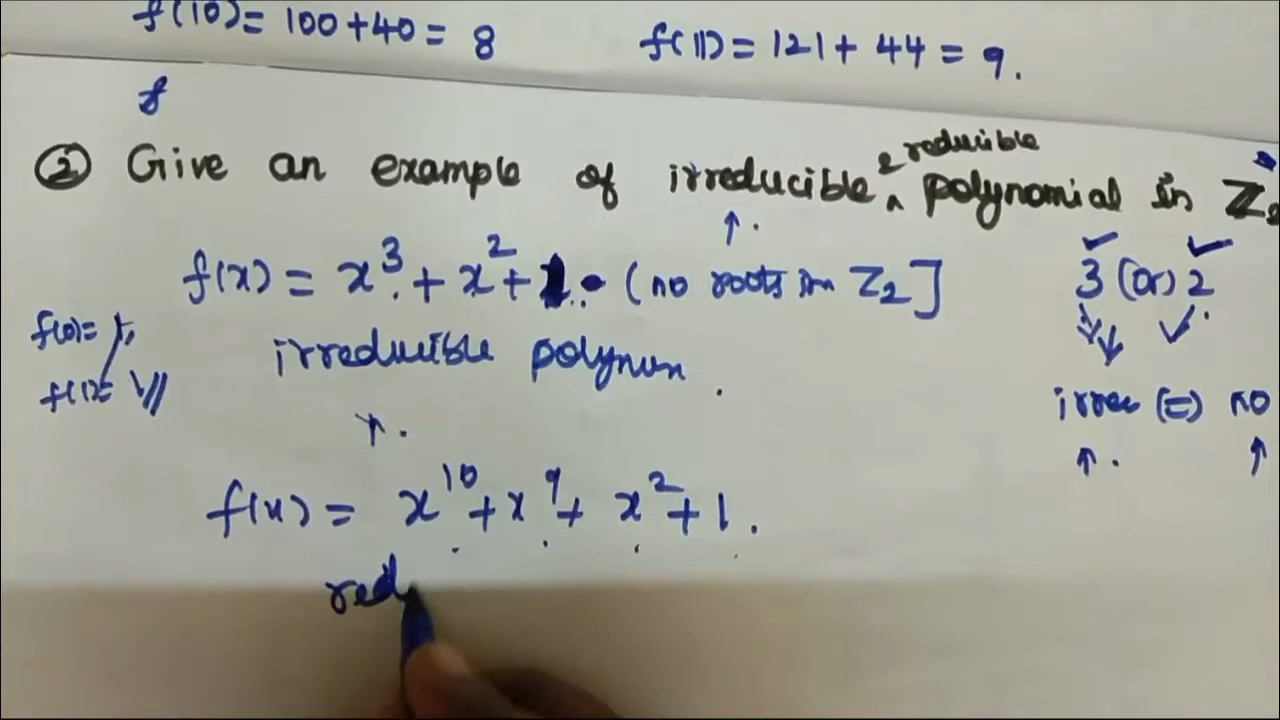 f(10) = 100 + 40 = 8 f(11) = 121 + 44 = 9.
f
② Give an example of irreducible & reducible polynomial in Z₂
f(x) = x³ + x² + 1. (no roots in Z₂] 3 (or) 2
f(0) = 1,
irreducible polynom.
f(1) = 1// irrec (=) no
f(x) = x¹⁰ + x⁹ + x² + 1.
red